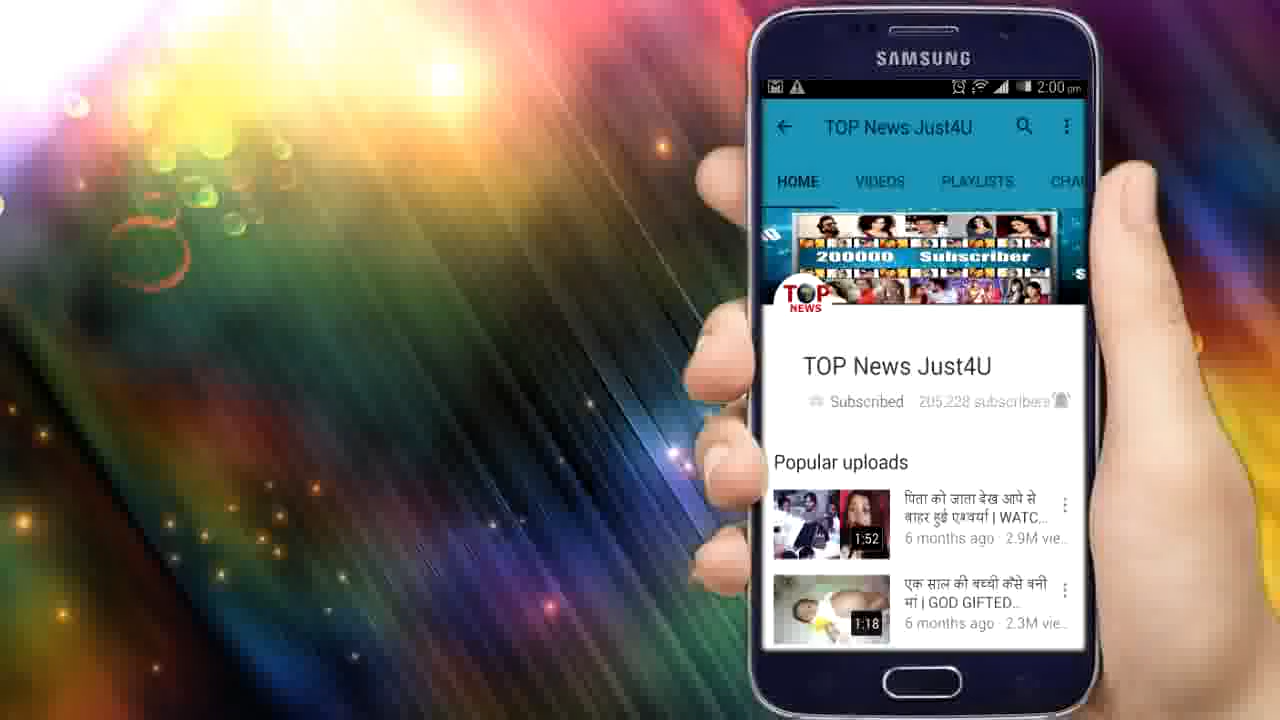 SAMSUNG
2:00 pm
TOP News Just4U
HOME VIDEOS PLAYLISTS CHA
200000 Subscriber
TOP
NEWS
TOP News Just4U
Subscribed 205,228 subscribers
Popular uploads
पिता को जाता देख आपे से
बाहर हुई एश्वर्या | WATC...
6 months ago · 2.9M vie..
1:52
एक साल की बच्ची कैसे बनी
मां | GOD GIFTED..
6 months ago · 2.3M vie..
1:18